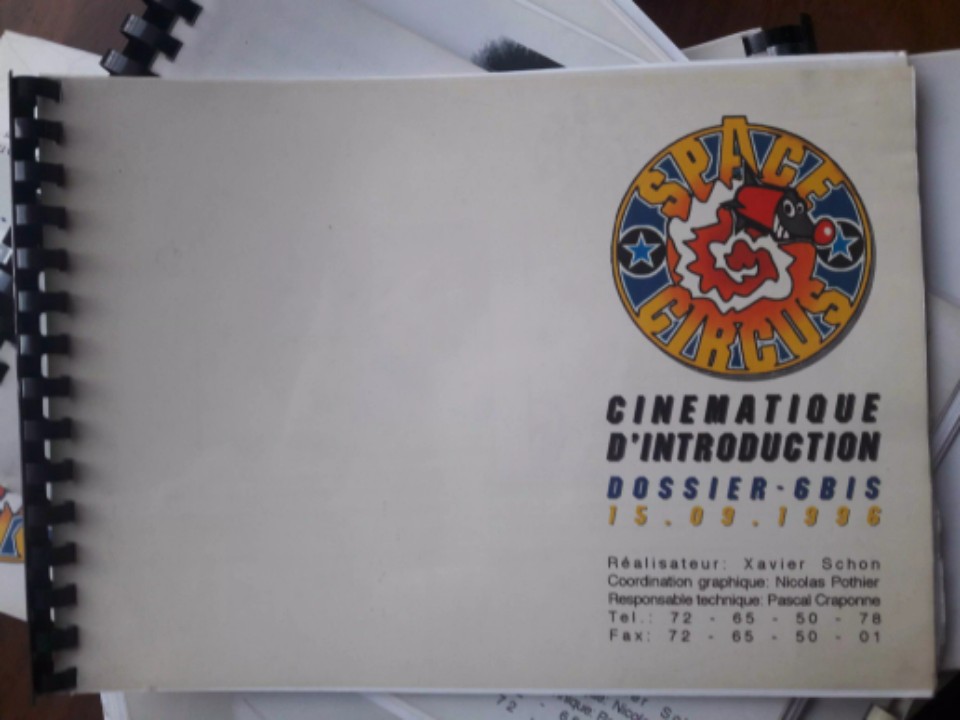 SPACE
CIRCUS
CINEMATIQUE
D'INTRODUCTION
DOSSIER-6BIS
15.09.1996
Réalisateur: Xavier Schon
Coordination graphique: Nicolas Pothier
Responsable technique: Pascal Craponne
Tel.: 72 - 65 - 50 - 78
Fax: 72 - 65 - 50 - 01
72